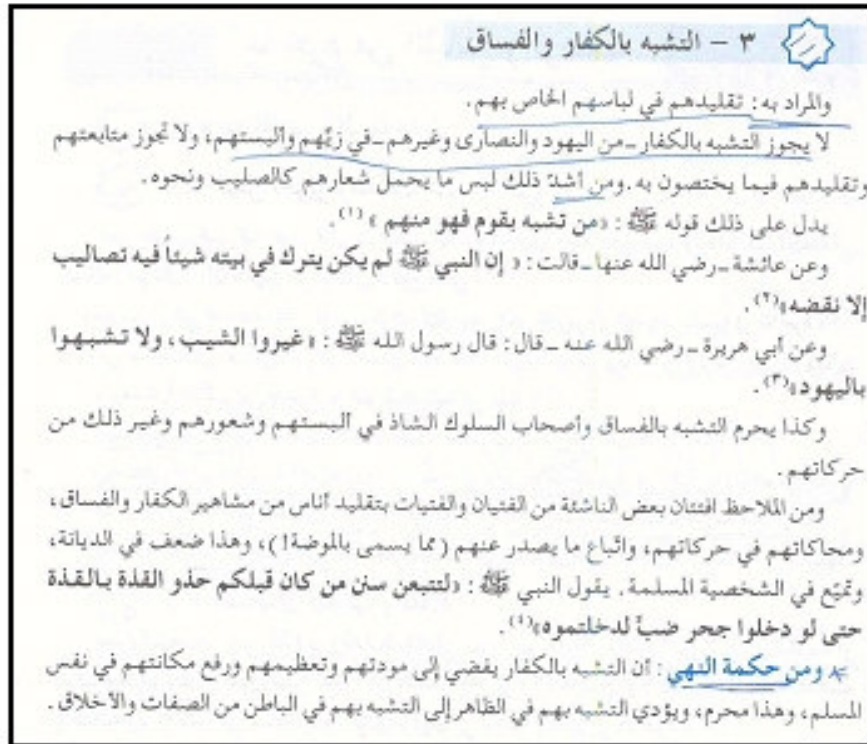 ٣ - التشبه بالكفار والفساق
والمراد به: تقليدهم في لباسهم الخاص بهم.
لا يجوز التشبه بالكفار ـ من اليهود والنصارى وغيرهم ـ في زيّهم وألبستهم، ولا تجوز متابعتهم
وتقليدهم فيما يختصون به. ومن أشد ذلك لبس ما يحمل شعارهم كالصليب ونحوه.
يدل على ذلك قوله ﷺ: «من تشبه بقوم فهو منهم»(١).
وعن عائشة ـ رضي الله عنها ـ قالت: «إن النبي ﷺ لم يكن يترك في بيته شيئاً فيه تصاليب
إلا نقضه»(٢).
وعن أبي هريرة ـ رضي الله عنه ـ قال: قال رسول الله ﷺ: «غيروا الشيب، ولا تشبهوا
باليهود»(٣).
وكذا يحرم التشبه بالفساق وأصحاب السلوك الشاذ في ألبستهم وشعورهم وغير ذلك من
حركاتهم.
ومن الملاحظ افتتان بعض الناشئة من الفتيان والفتيات بتقليد أناس من مشاهير الكفار والفساق،
ومحاكاتهم في حركاتهم، واتباع ما يصدر عنهم (مما يسمى بالموضة!)، وهذا ضعف في الديانة،
وتميّع في الشخصية المسلمة. يقول النبي ﷺ: «لتتبعن سنن من كان قبلكم حذو القذة بالقذة
حتى لو دخلوا جحر ضبٍّ لدخلتموه»(٤).
ومن حكمة النهي: أن التشبه بالكفار يفضي إلى مودتهم وتعظيمهم ورفع مكانتهم في نفس
المسلم، وهذا محرم، ويؤدي التشبه بهم في الظاهر إلى التشبه بهم في الباطن من الصفات والأخلاق.